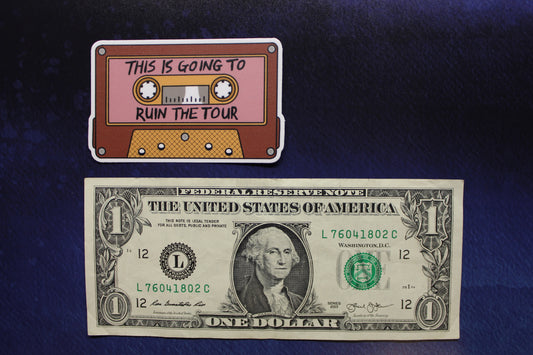 THIS IS GOING TO
RUIN THE TOUR
FEDERAL RESERVE NOTE
THE UNITED STATES OF AMERICA
THIS NOTE IS LEGAL TENDER
FOR ALL DEBTS, PUBLIC AND PRIVATE
L 76041802 C
WASHINGTON, D.C.
12
12
L
L 76041802 C
12
12
SERIES
2013
1
1
1
1
ONE DOLLAR